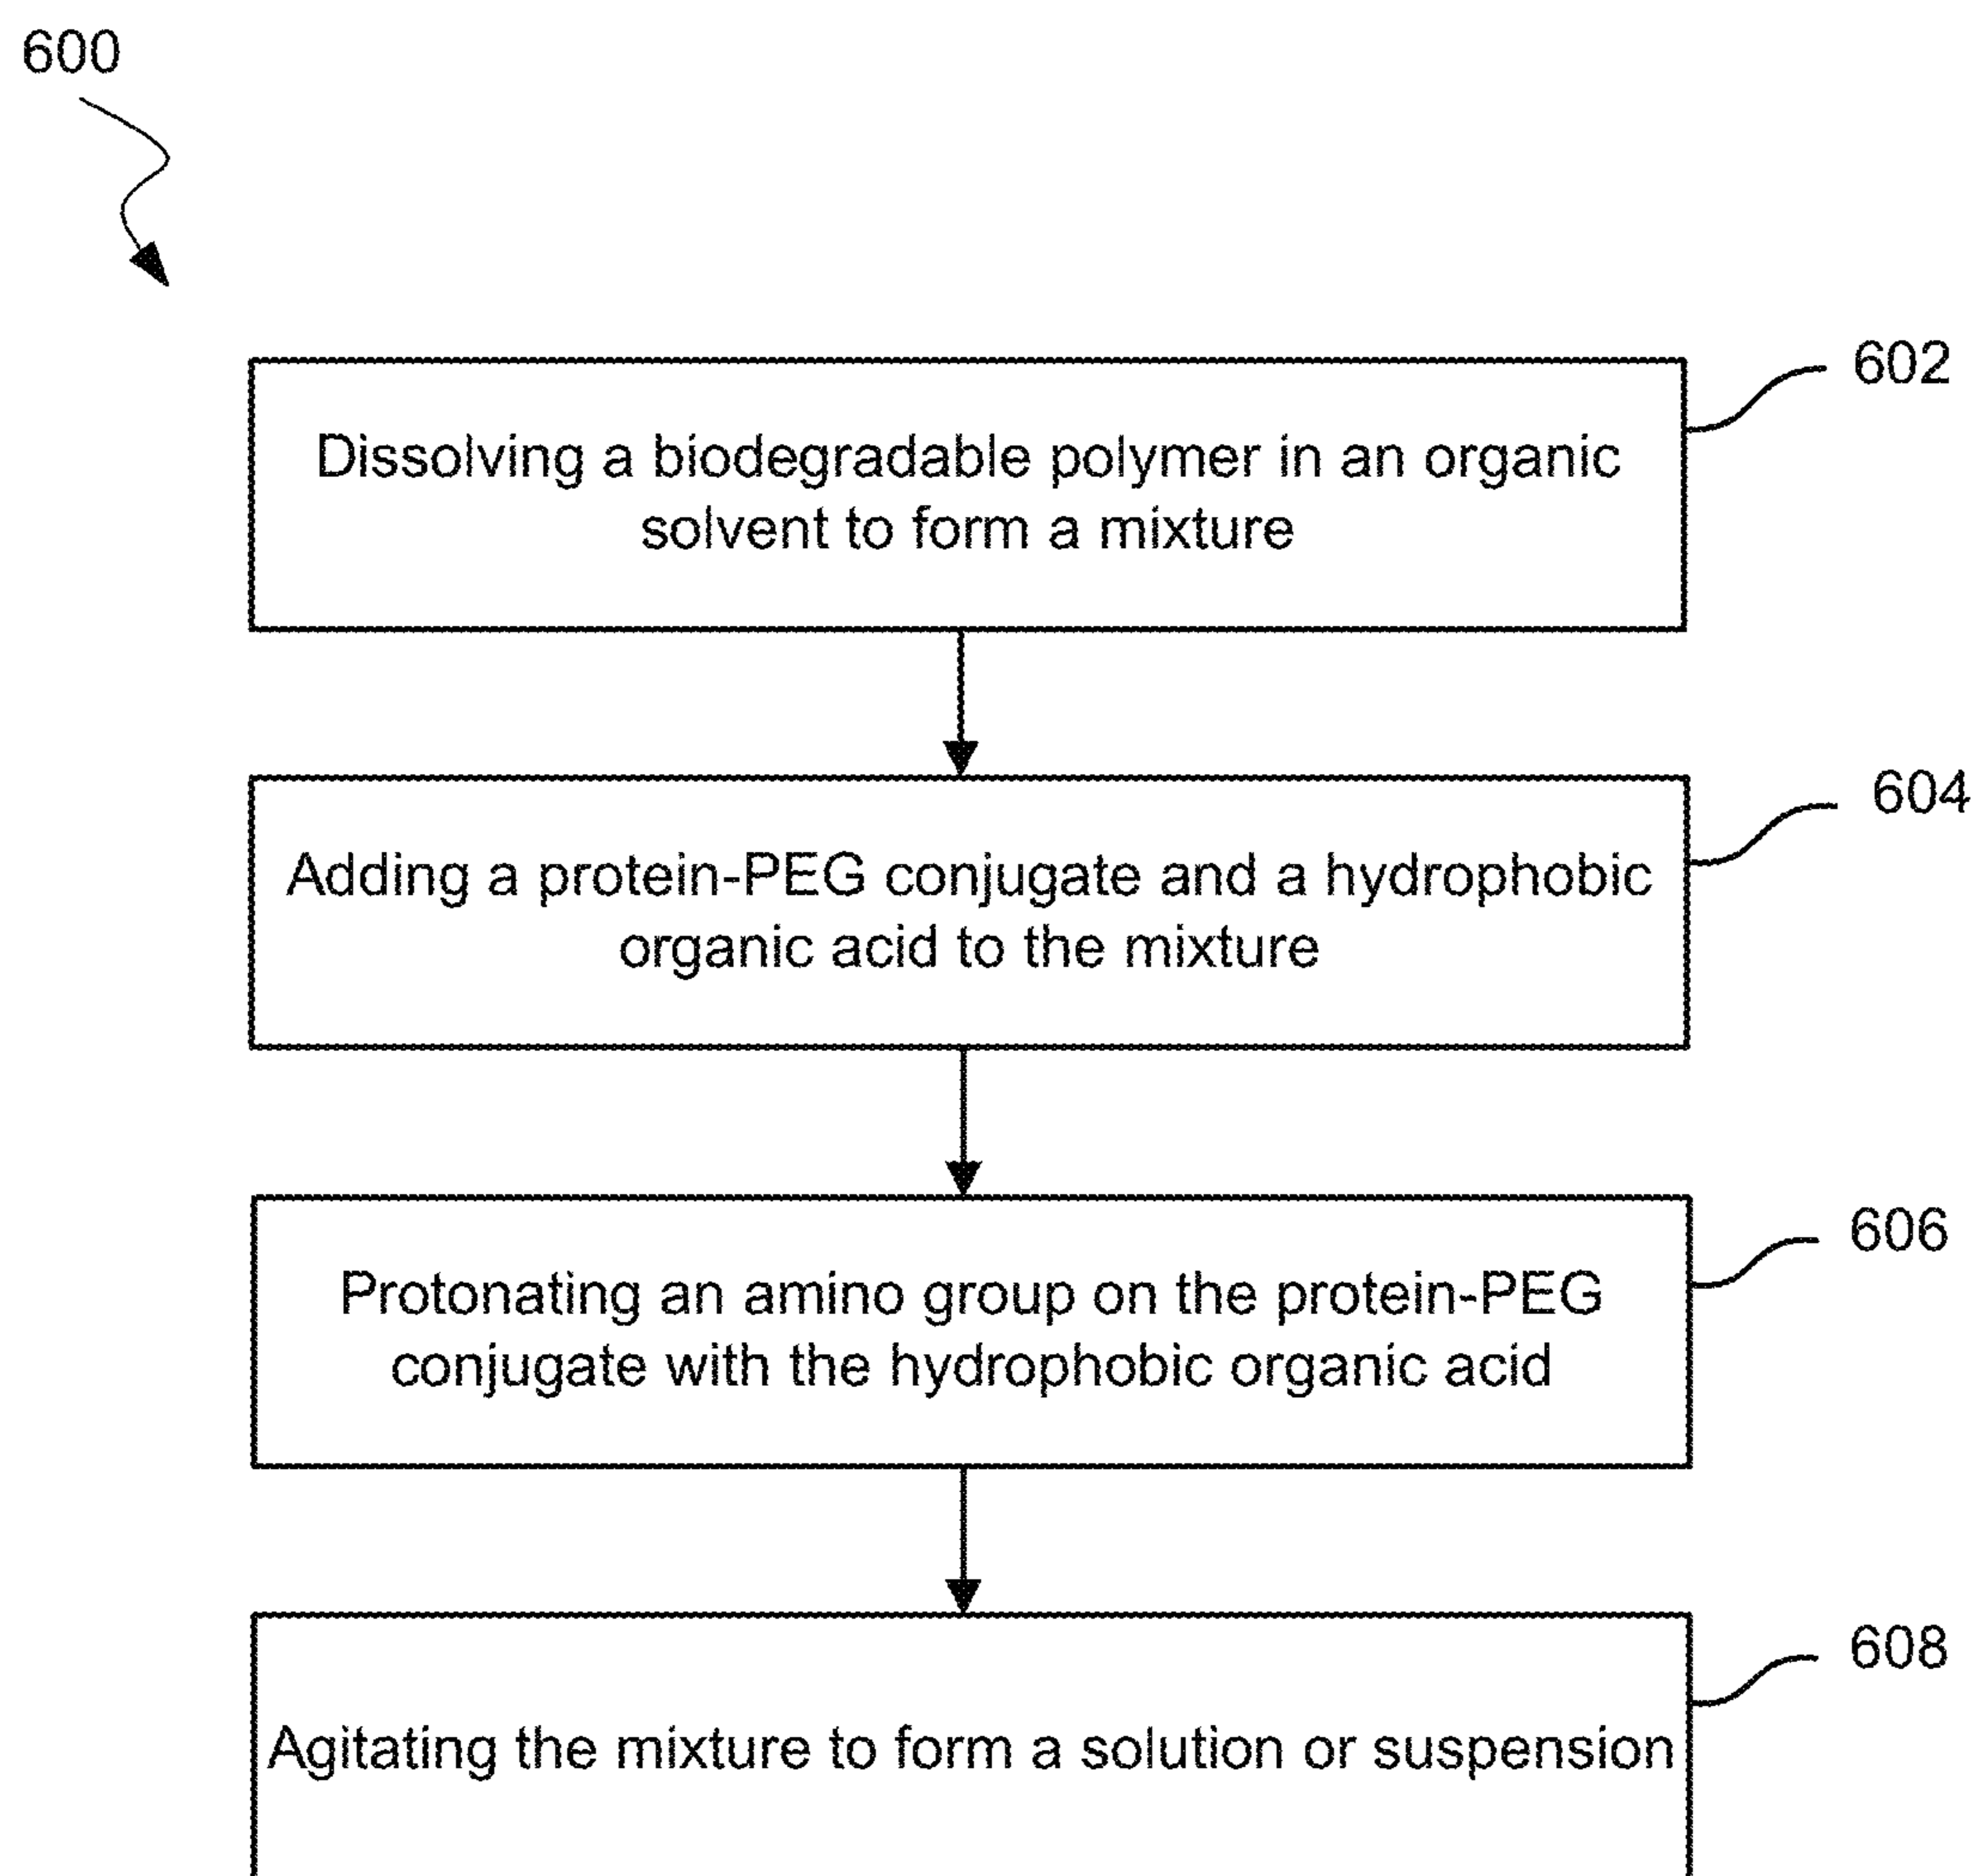 600
602
Dissolving a biodegradable polymer in an organic
solvent to form a mixture
604
Adding a protein-PEG conjugate and a hydrophobic
organic acid to the mixture
606
Protonating an amino group on the protein-PEG
conjugate with the hydrophobic organic acid
608
Agitating the mixture to form a solution or suspension